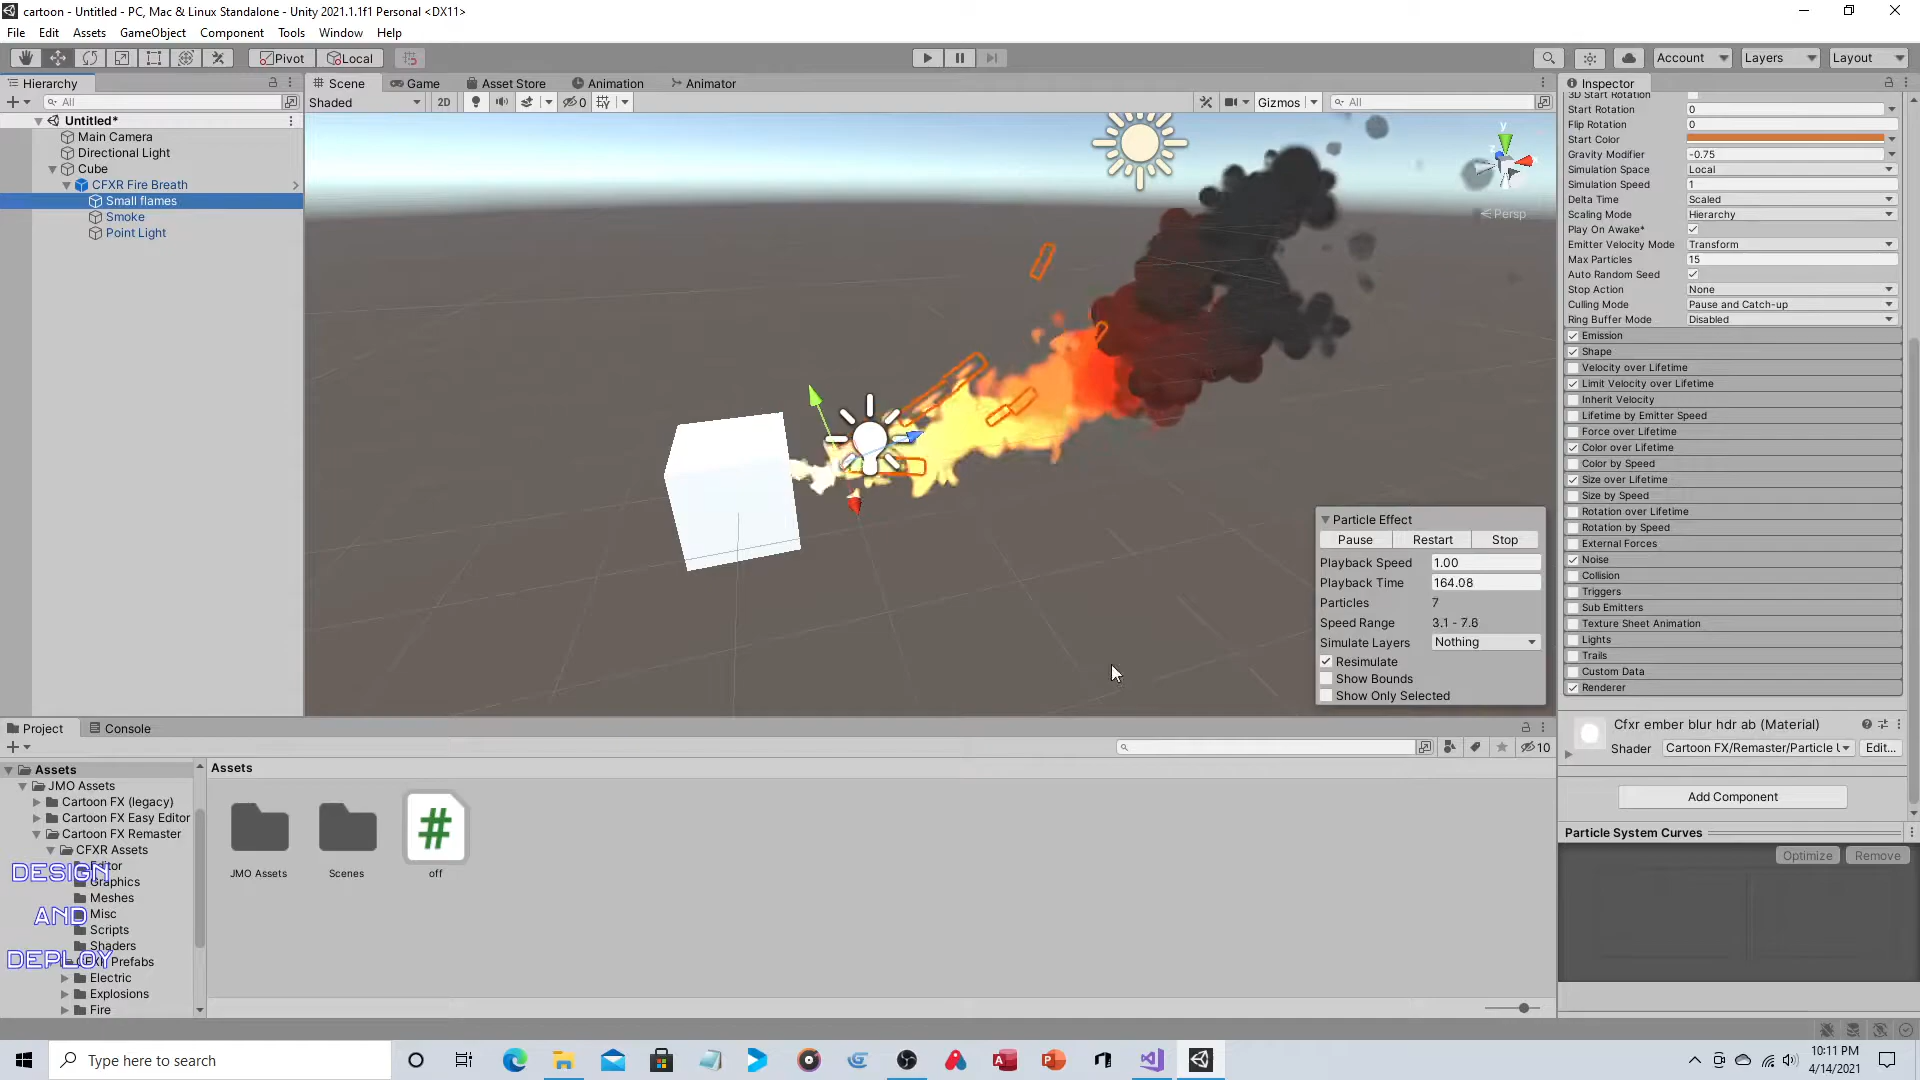 cartoon - Untitled - PC, Mac & Linux Standalone - Unity 2021.1.1f1 Personal <DX11>
File Edit Assets GameObject Component Tools Window Help
Pivot Local Account Layers Layout
Hierarchy
All
Untitled*
Main Camera
Directional Light
Cube
CFXR Fire Breath
Small flames
Smoke
Point Light
Scene Game Asset Store Animation Animator
Shaded 2D 0 Gizmos All
y
Persp
Particle Effect
Pause Restart Stop
Playback Speed 1.00
Playback Time 164.08
Particles 7
Speed Range 3.1 - 7.6
Simulate Layers Nothing
Resimulate
Show Bounds
Show Only Selected
Inspector
3D Start Rotation
Start Rotation 0
Flip Rotation 0
Start Color
Gravity Modifier -0.75
Simulation Space Local
Simulation Speed 1
Delta Time Scaled
Scaling Mode Hierarchy
Play On Awake*
Emitter Velocity Mode Transform
Max Particles 15
Auto Random Seed
Stop Action None
Culling Mode Pause and Catch-up
Ring Buffer Mode Disabled
Emission
Shape
Velocity over Lifetime
Limit Velocity over Lifetime
Inherit Velocity
Lifetime by Emitter Speed
Force over Lifetime
Color over Lifetime
Color by Speed
Size over Lifetime
Size by Speed
Rotation over Lifetime
Rotation by Speed
External Forces
Noise
Collision
Triggers
Sub Emitters
Texture Sheet Animation
Lights
Trails
Custom Data
Renderer
Cfxr ember blur hdr ab (Material)
Shader Cartoon FX/Remaster/Particle Edit...
Add Component
Particle System Curves
Optimize Remove
Project Console
10
Assets
JMO Assets
Cartoon FX (legacy)
Cartoon FX Easy Editor
Cartoon FX Remaster
CFXR Assets
Editor
Graphics
Meshes
Misc
Scripts
Shaders
Prefabs
Electric
Explosions
Fire
DESIGN
AND
DEPLOY
Assets
#
JMO Assets Scenes off
Type here to search
10:11 PM
4/14/2021